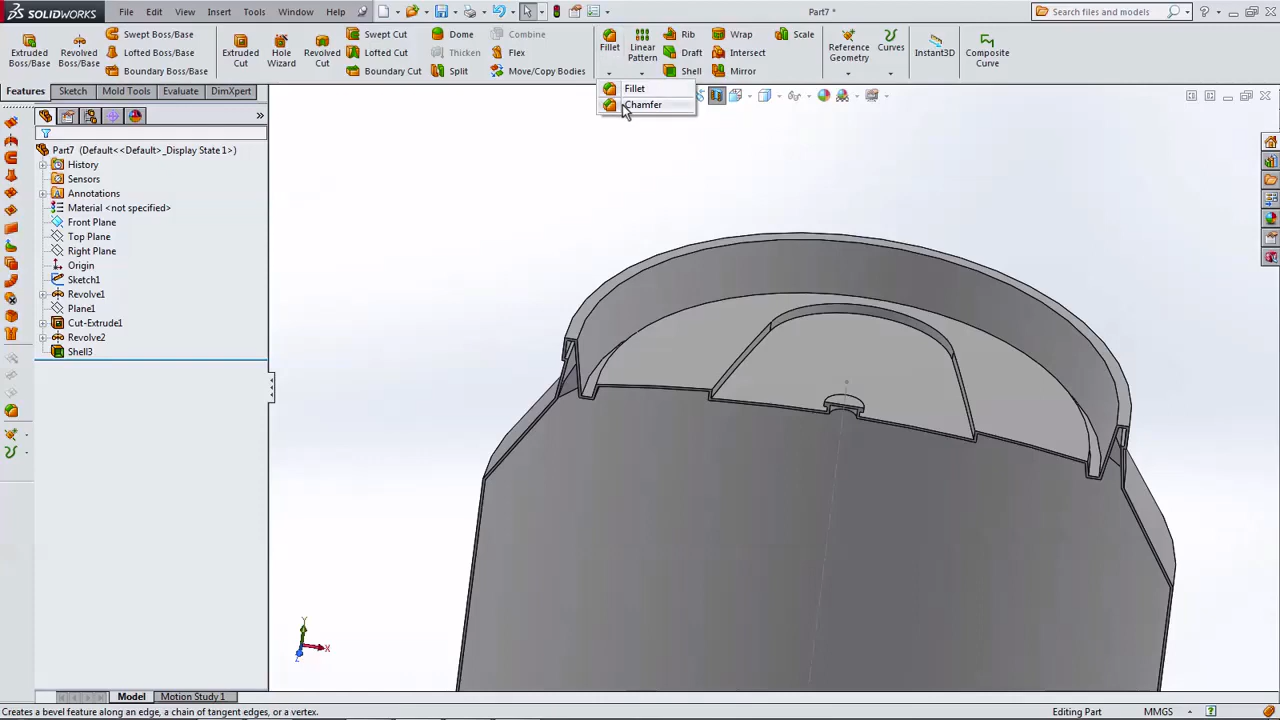 SOLIDWORKS
File Edit View Insert Tools Window Help
Part7 *
Search files and models
Extruded Boss/Base
Revolved Boss/Base
Swept Boss/Base
Lofted Boss/Base
Boundary Boss/Base
Extruded Cut
Hole Wizard
Revolved Cut
Swept Cut
Lofted Cut
Boundary Cut
Dome
Thicken
Split
Combine
Flex
Move/Copy Bodies
Fillet
Linear Pattern
Rib
Draft
Shell
Wrap
Intersect
Mirror
Scale
Reference Geometry
Curves
Instant3D
Composite Curve
Features Sketch Mold Tools Evaluate DimXpert
Fillet
Chamfer
Part7 (Default<<Default>_Display State 1>)
History
Sensors
Annotations
Material <not specified>
Front Plane
Top Plane
Right Plane
Origin
Sketch1
Revolve1
Plane1
Cut-Extrude1
Revolve2
Shell3
Y
X
Z
Model Motion Study 1
Creates a bevel feature along an edge, a chain of tangent edges, or a vertex.
Editing Part
MMGS